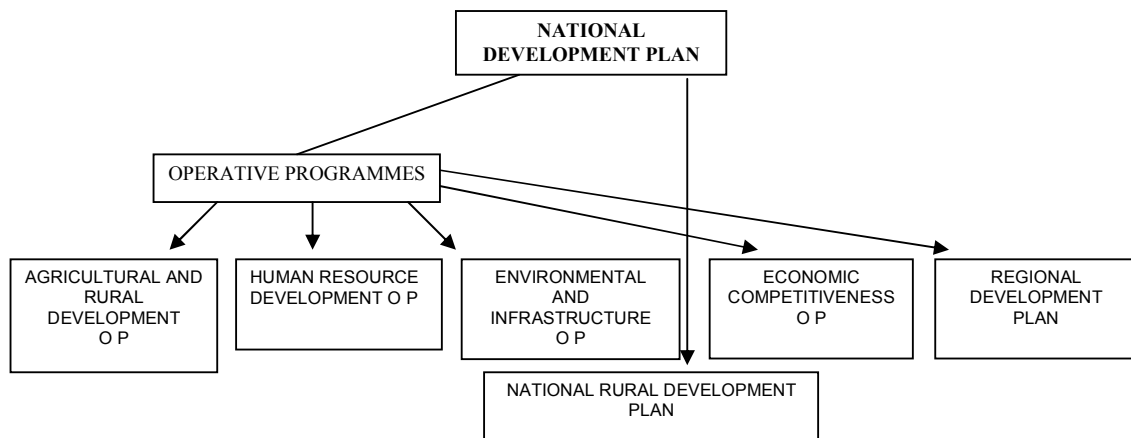 NATIONAL
DEVELOPMENT PLAN
OPERATIVE PROGRAMMES
AGRICULTURAL AND
RURAL
DEVELOPMENT
O P
HUMAN RESOURCE
DEVELOPMENT O P
ENVIRONMENTAL
AND
INFRASTRUCTURE
O P
ECONOMIC
COMPETITIVENESS
O P
REGIONAL
DEVELOPMENT
PLAN
NATIONAL RURAL DEVELOPMENT
PLAN